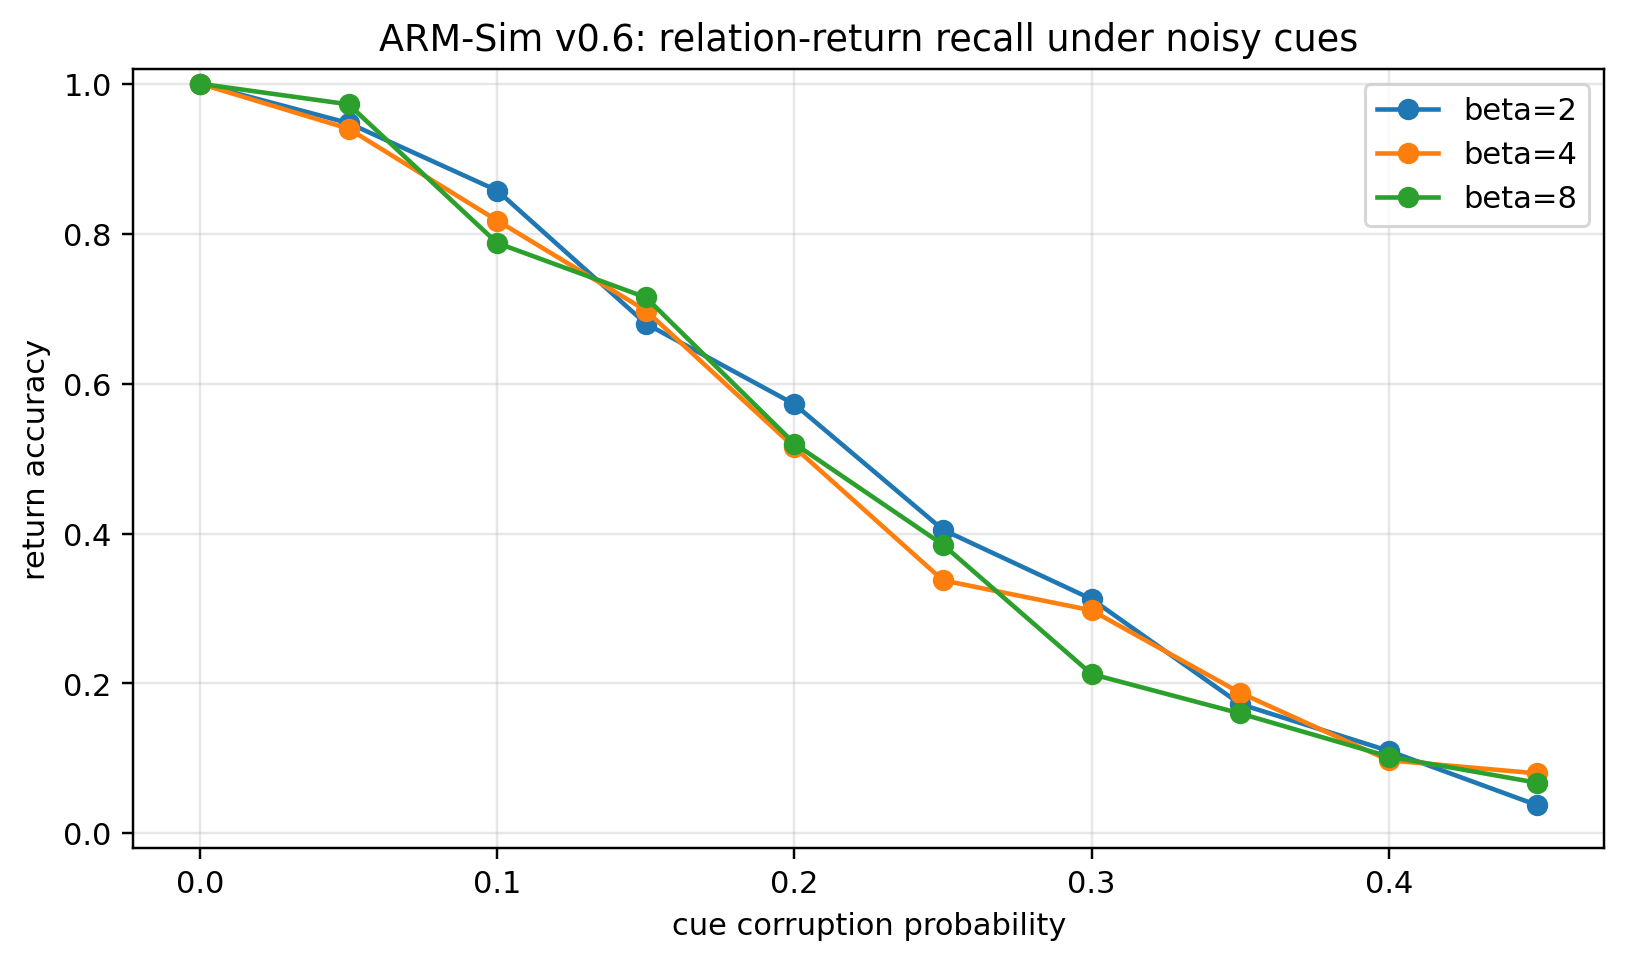 ARM-Sim v0.6: relation-return recall under noisy cues
beta=2
beta=4
beta=8
return accuracy
1.0
0.8
0.6
0.4
0.2
0.0
0.0 0.1 0.2 0.3 0.4
cue corruption probability